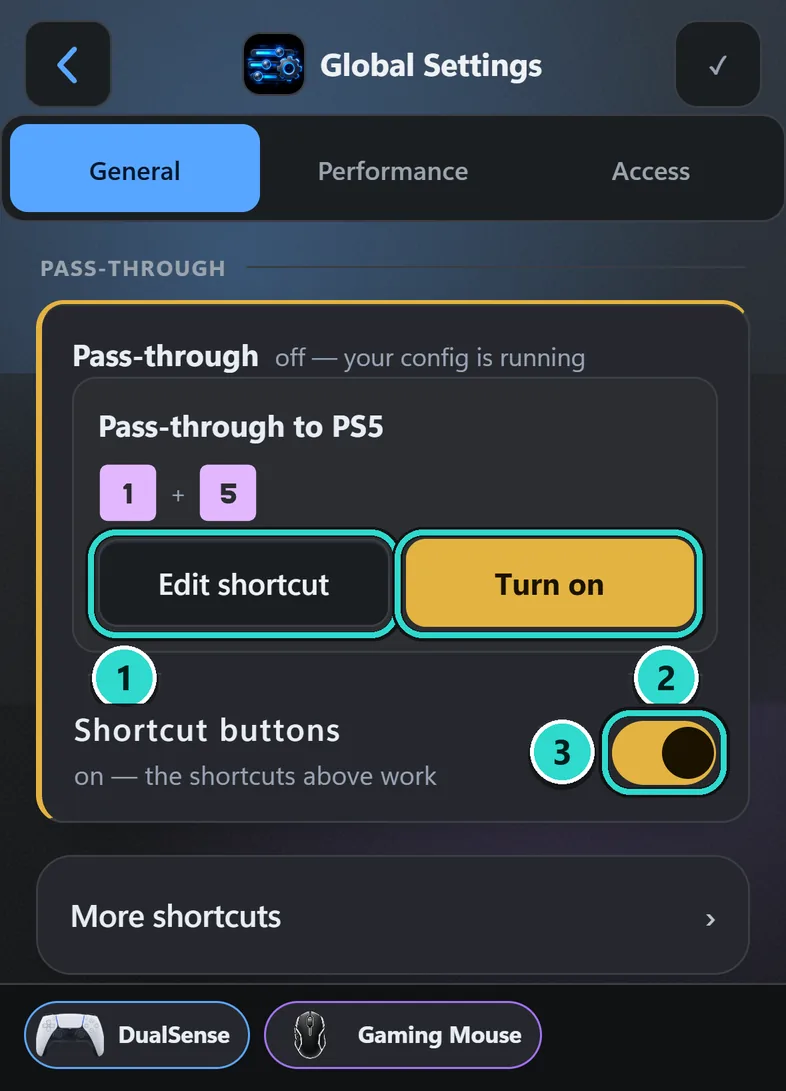 Global Settings
✓
General Performance Access
PASS-THROUGH
Pass-through off — your config is running
Pass-through to PS5
1 + 5
Edit shortcut Turn on
1 2
Shortcut buttons
3
on — the shortcuts above work
More shortcuts ›
DualSense Gaming Mouse